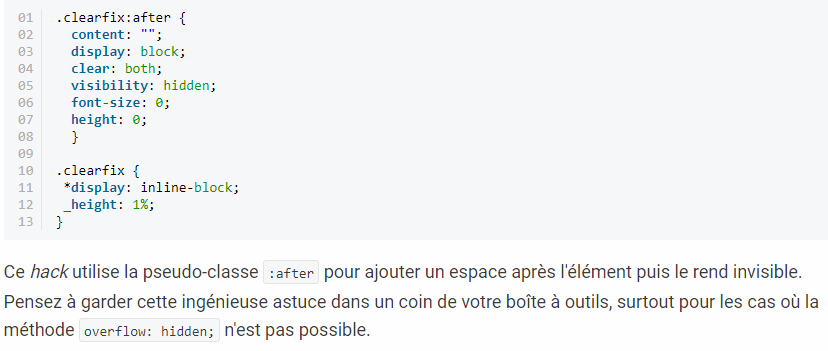 01 .clearfix:after {
02 content: "";
03 display: block;
04 clear: both;
05 visibility: hidden;
06 font-size: 0;
07 height: 0;
08 }
09
10 .clearfix {
11 *display: inline-block;
12 _height: 1%;
13 }
Ce hack utilise la pseudo-classe :after pour ajouter un espace après l'élément puis le rend invisible.
Pensez à garder cette ingénieuse astuce dans un coin de votre boîte à outils, surtout pour les cas où la
méthode overflow: hidden; n'est pas possible.